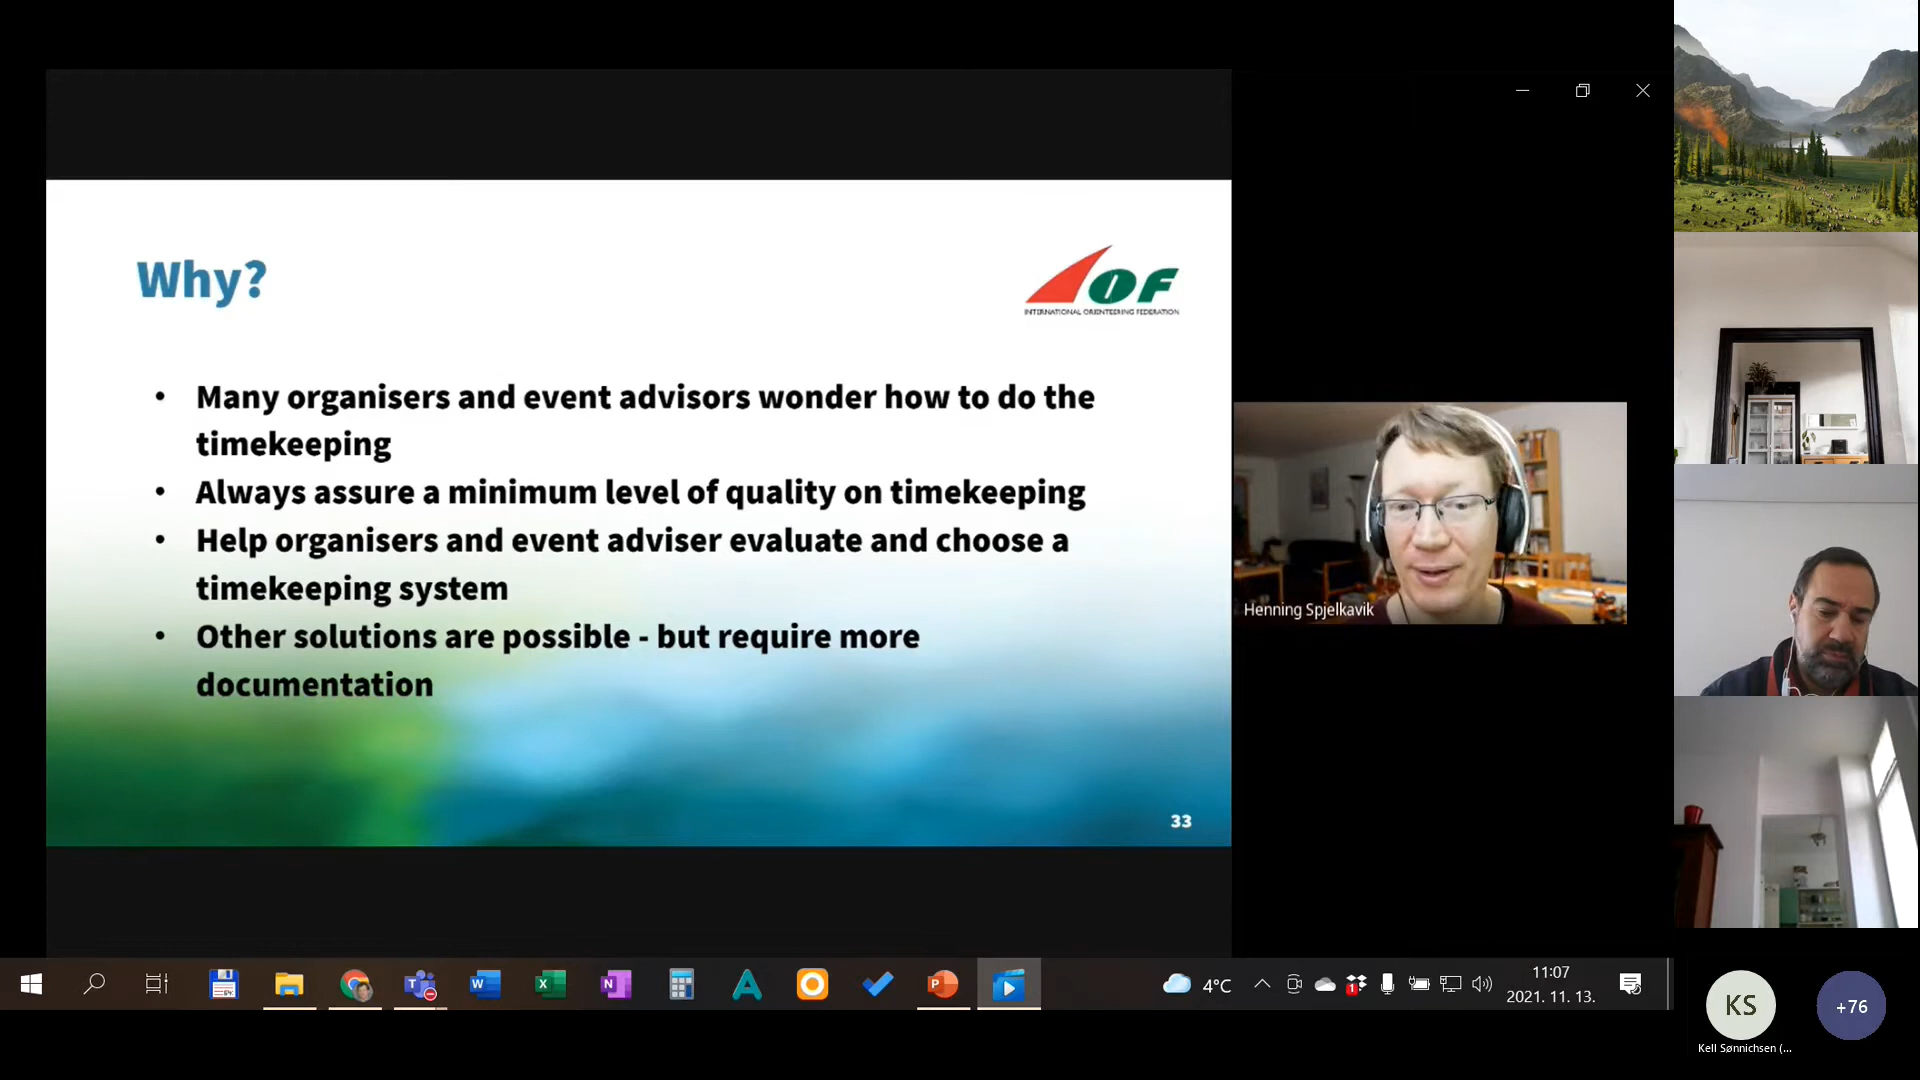 Why?
IOF
INTERNATIONAL ORIENTEERING FEDERATION
• Many organisers and event advisors wonder how to do the
timekeeping
• Always assure a minimum level of quality on timekeeping
• Help organisers and event adviser evaluate and choose a
timekeeping system
• Other solutions are possible - but require more
documentation
33
Henning Spjelkavik
4°C
11:07
2021. 11. 13.
KS
+76
Kell Sønnichsen (...